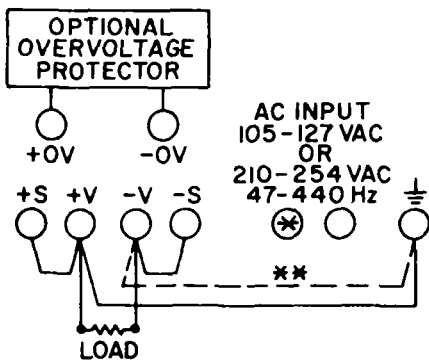 OPTIONAL
OVERVOLTAGE
PROTECTOR
+OV
-OV
AC INPUT
105-127 VAC
OR
210-254 VAC
47-440 Hz
+S +V -V -S
*
**
LOAD